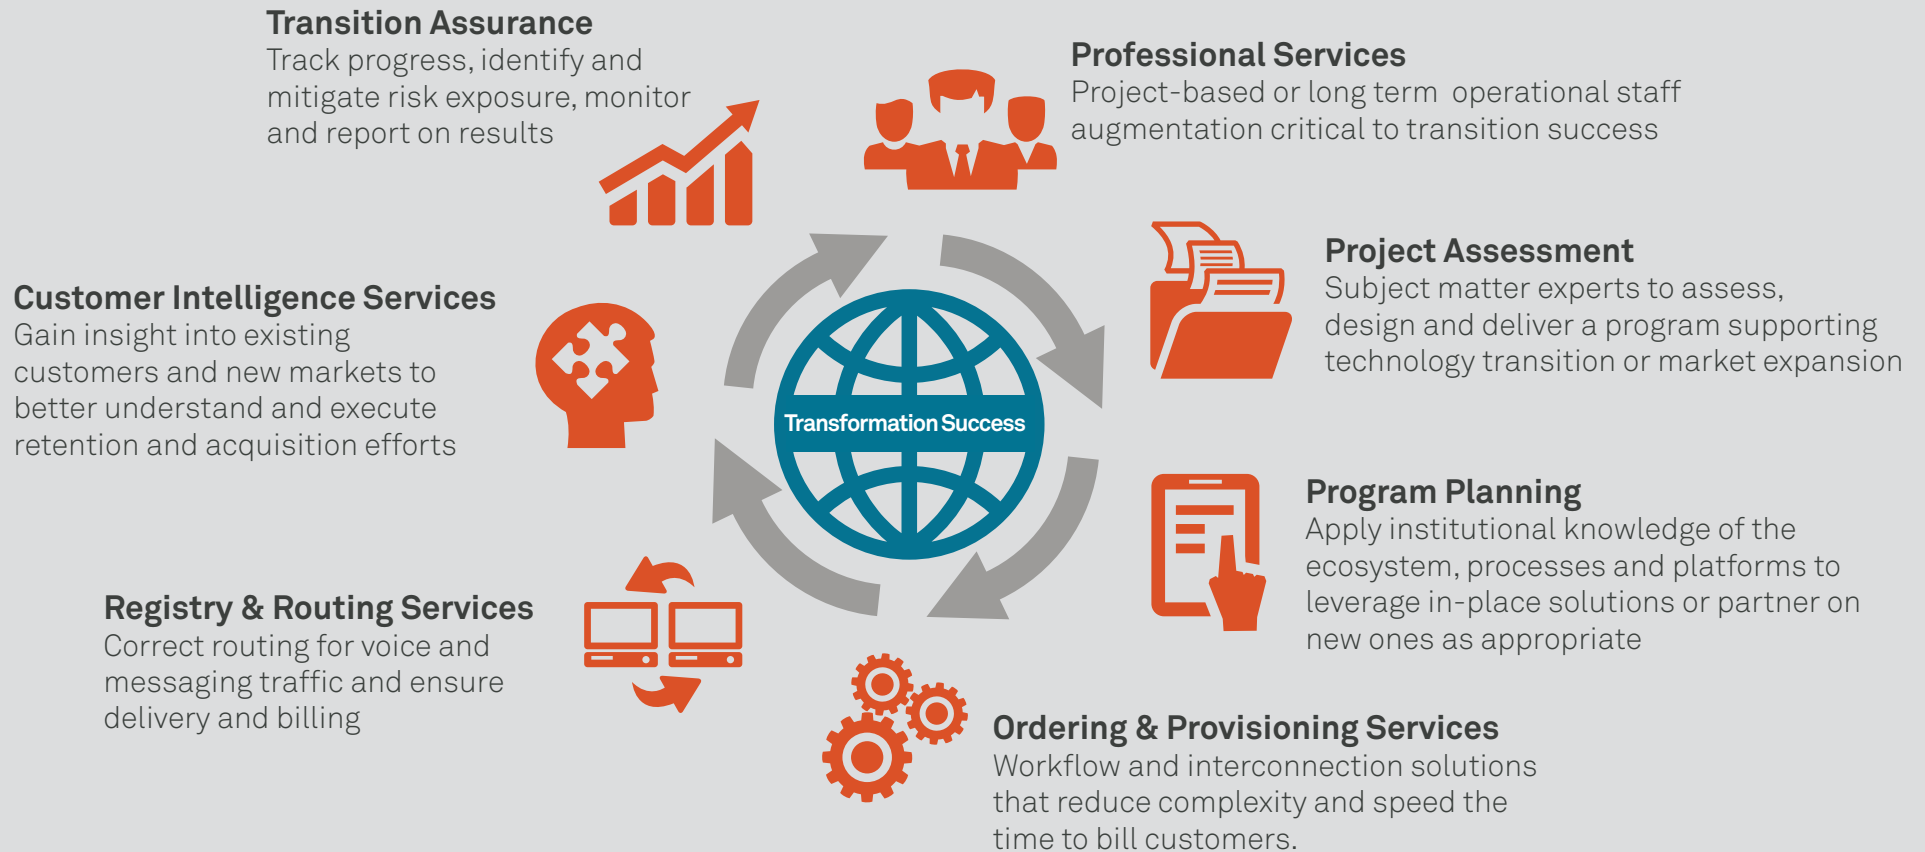 Transition Assurance
Track progress, identify and
mitigate risk exposure, monitor
and report on results
Professional Services
Project-based or long term operational staff
augmentation critical to transition success
Project Assessment
Subject matter experts to assess,
design and deliver a program supporting
technology transition or market expansion
Customer Intelligence Services
Gain insight into existing
customers and new markets to
better understand and execute
retention and acquisition efforts
Transformation Success
Program Planning
Apply institutional knowledge of the
ecosystem, processes and platforms to
leverage in-place solutions or partner on
new ones as appropriate
Registry & Routing Services
Correct routing for voice and
messaging traffic and ensure
delivery and billing
Ordering & Provisioning Services
Workflow and interconnection solutions
that reduce complexity and speed the
time to bill customers.